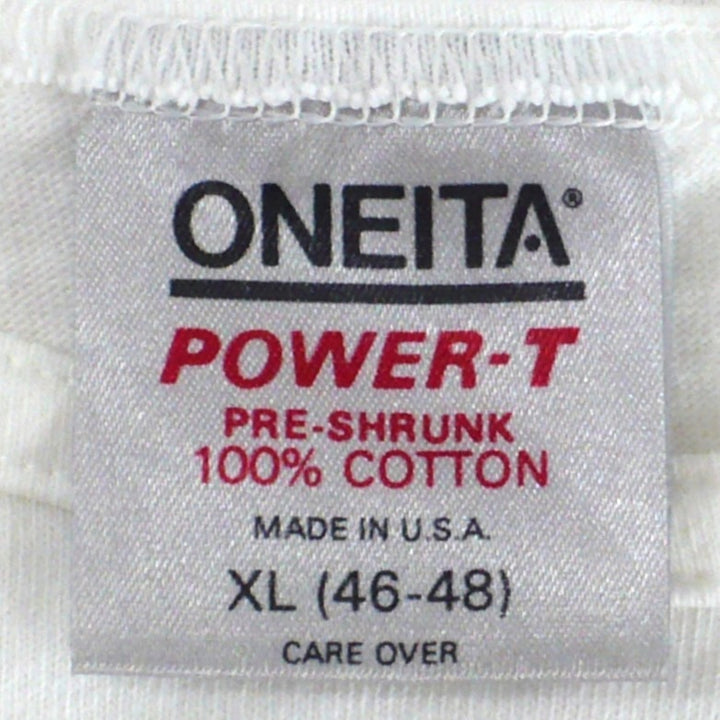 ONEITA®
POWER-T
PRE-SHRUNK
100% COTTON
MADE IN U.S.A.
XL (46-48)
CARE OVER